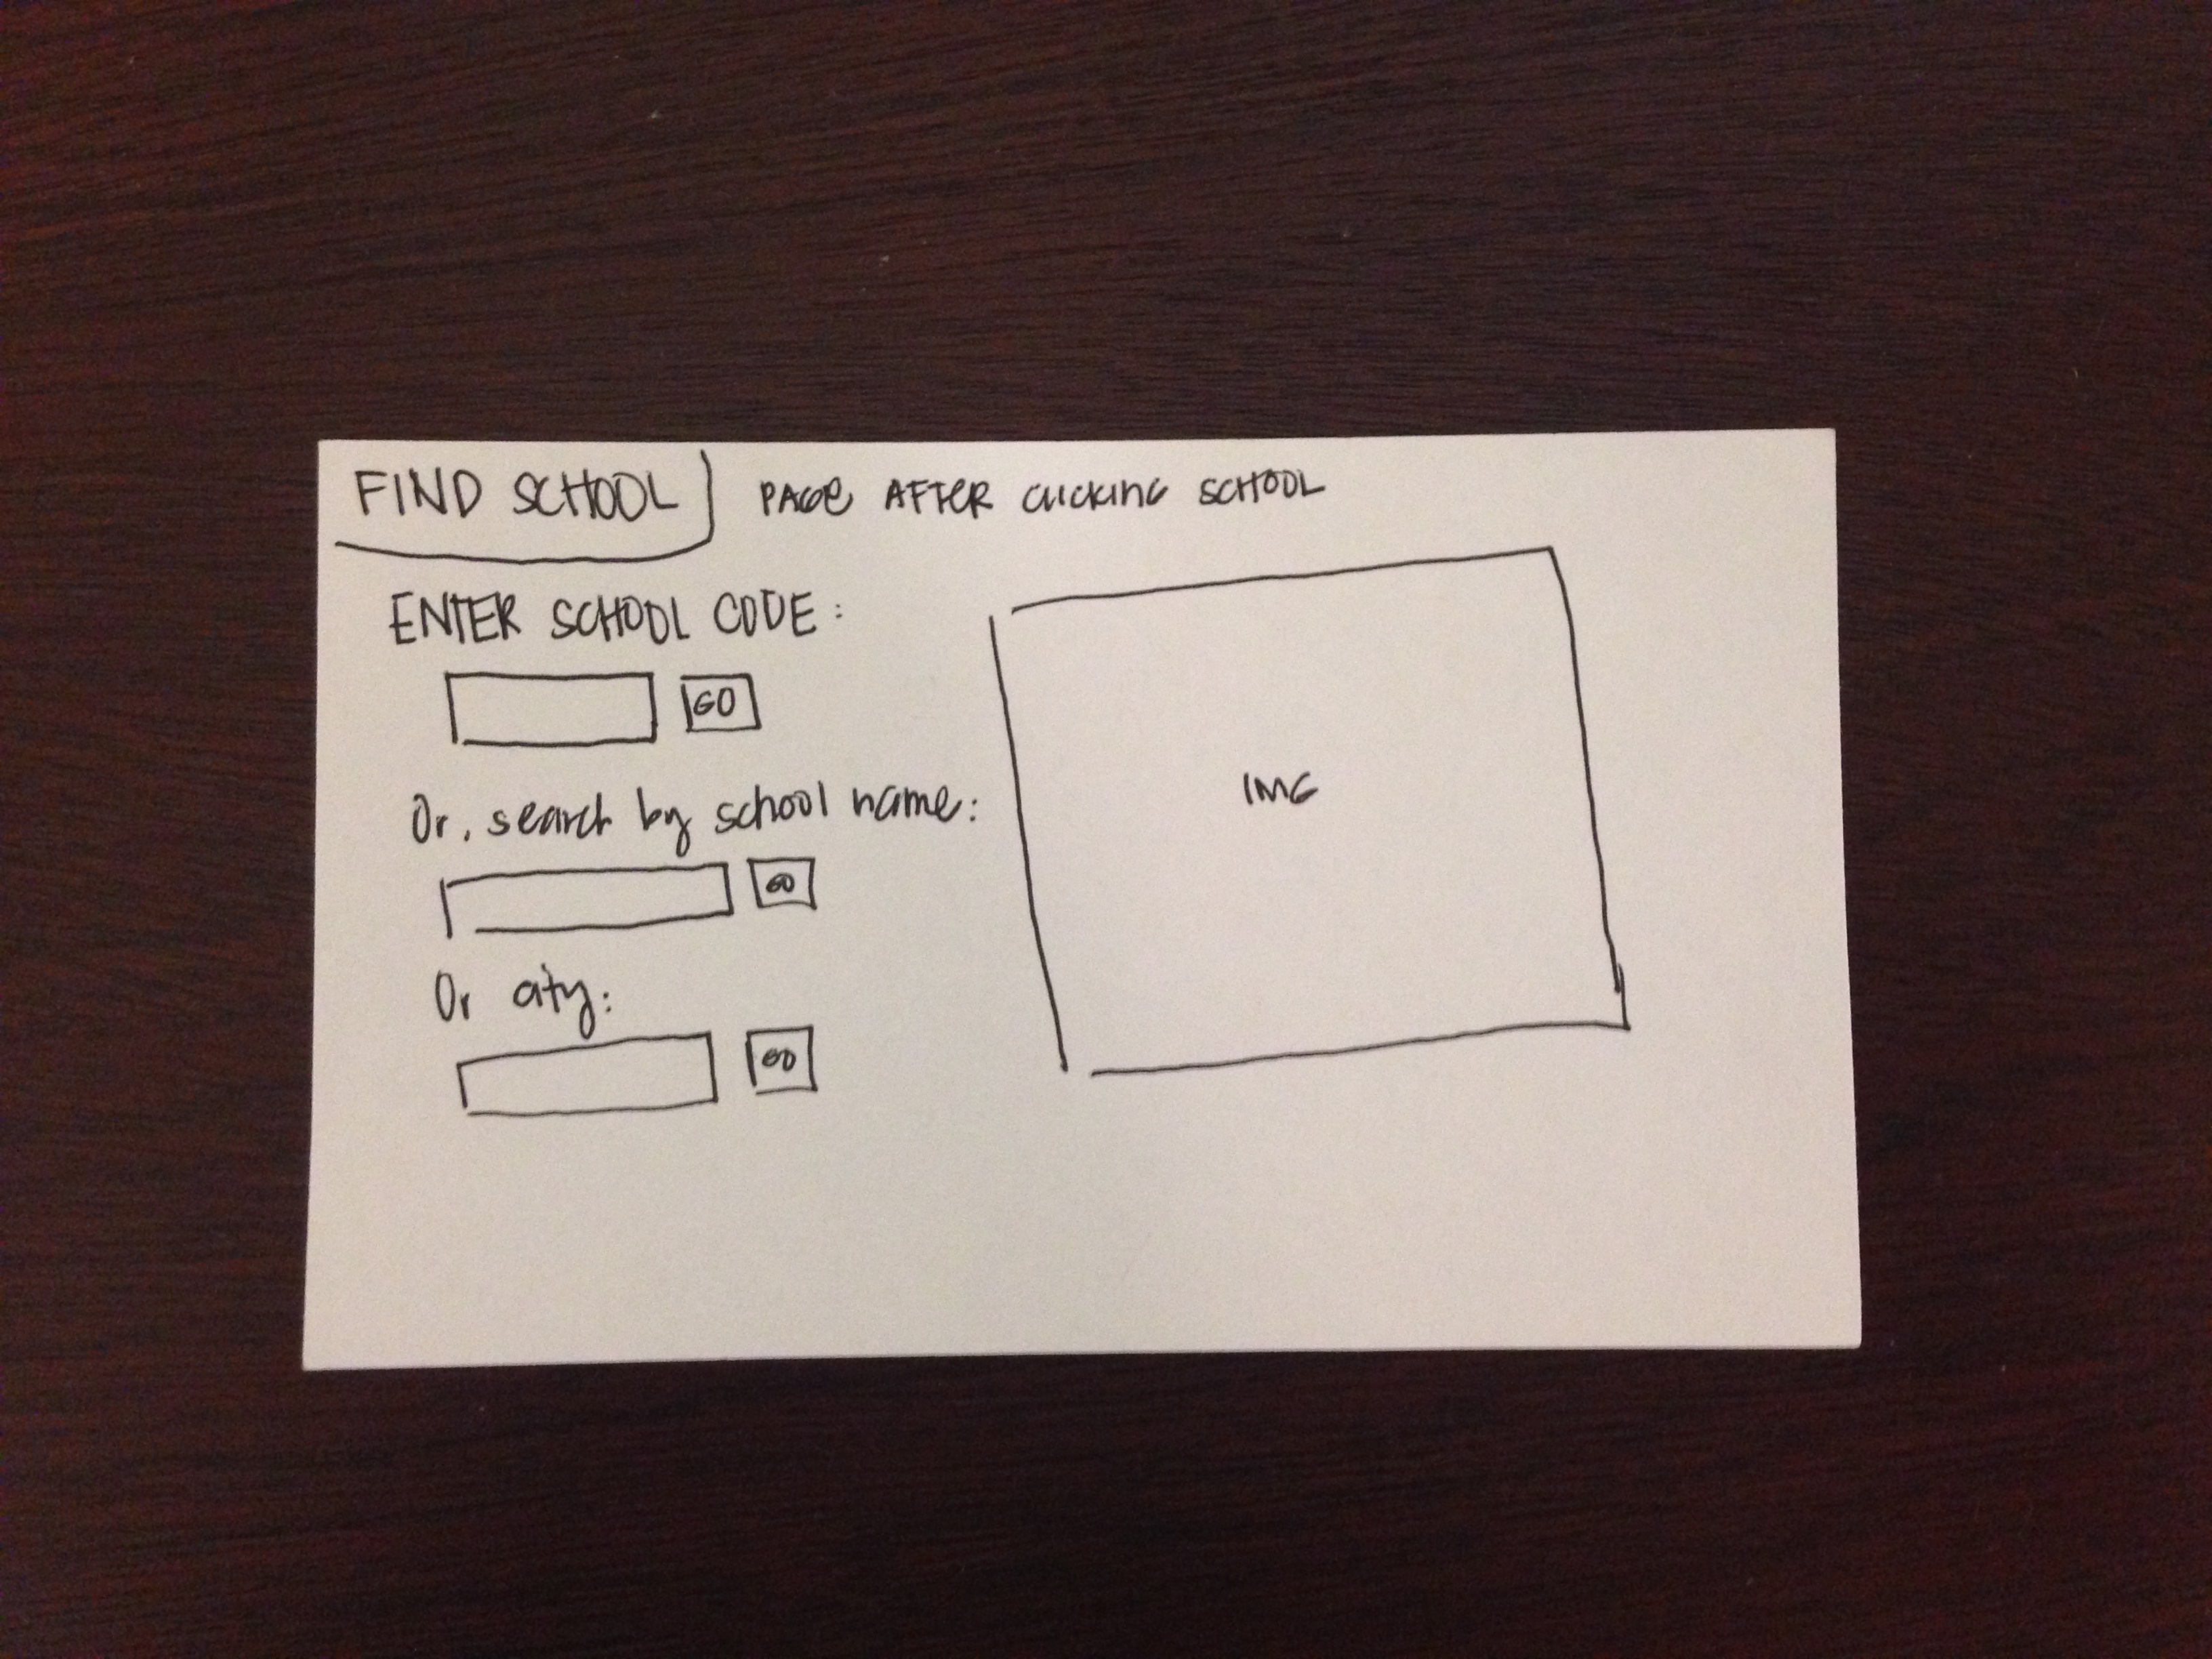 FIND SCHOOL
PAGE AFTER CLICKING SCHOOL
ENTER SCHOOL CODE:
GO
Or, search by school name:
GO
Or city:
GO
IMG